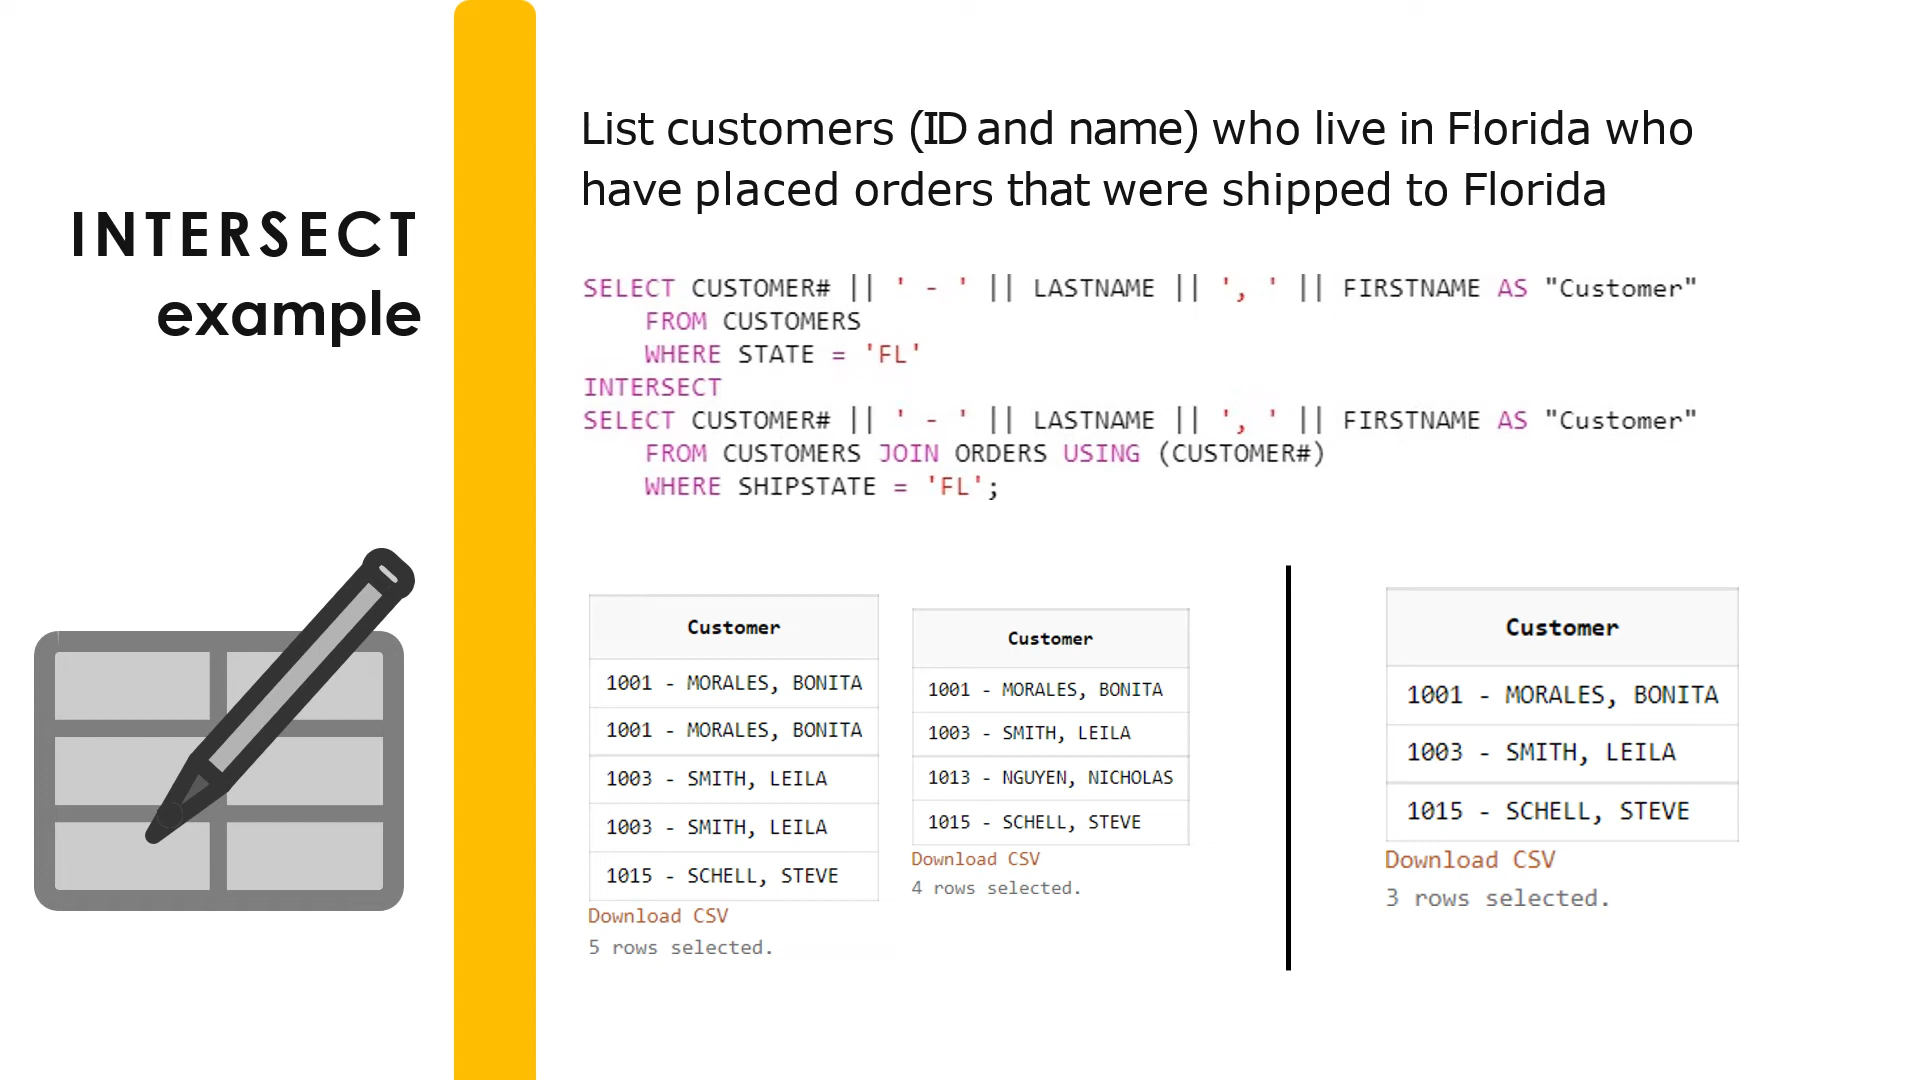 INTERSECT
example
List customers (ID and name) who live in Florida who
have placed orders that were shipped to Florida
SELECT CUSTOMER# || ' - ' || LASTNAME || ', ' || FIRSTNAME AS "Customer"
FROM CUSTOMERS
WHERE STATE = 'FL'
INTERSECT
SELECT CUSTOMER# || ' - ' || LASTNAME || ', ' || FIRSTNAME AS "Customer"
FROM CUSTOMERS JOIN ORDERS USING (CUSTOMER#)
WHERE SHIPSTATE = 'FL';
Customer
1001 - MORALES, BONITA
1001 - MORALES, BONITA
1003 - SMITH, LEILA
1003 - SMITH, LEILA
1015 - SCHELL, STEVE
Download CSV
5 rows selected.
Customer
1001 - MORALES, BONITA
1003 - SMITH, LEILA
1013 - NGUYEN, NICHOLAS
1015 - SCHELL, STEVE
Download CSV
4 rows selected.
Customer
1001 - MORALES, BONITA
1003 - SMITH, LEILA
1015 - SCHELL, STEVE
Download CSV
3 rows selected.